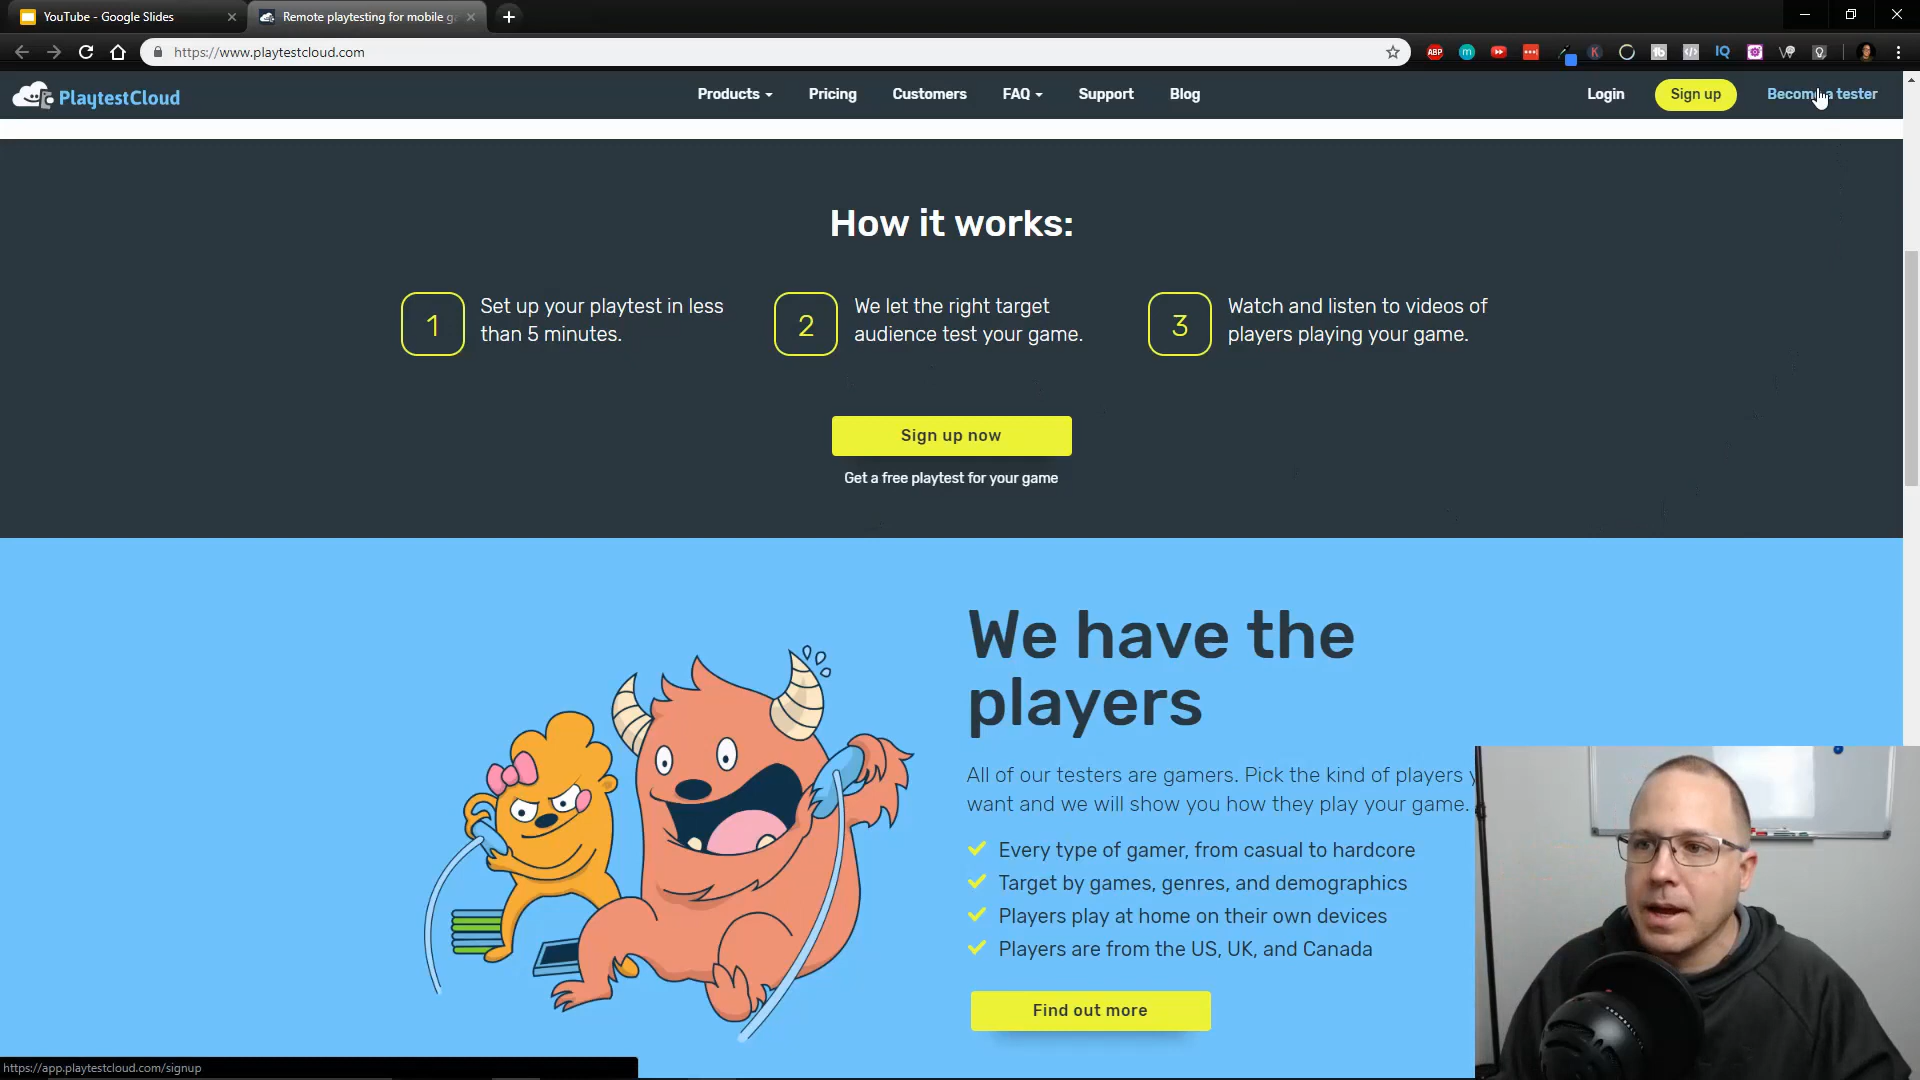 YouTube - Google Slides
Remote playtesting for mobile ga
https://www.playtestcloud.com
ABP
m
K
fb
IQ
PlaytestCloud
Products
Pricing
Customers
FAQ
Support
Blog
Login
Sign up
Become a tester
How it works:
1
Set up your playtest in less
than 5 minutes.
2
We let the right target
audience test your game.
3
Watch and listen to videos of
players playing your game.
Sign up now
Get a free playtest for your game
We have the
players
All of our testers are gamers. Pick the kind of players
want and we will show you how they play your game.
Every type of gamer, from casual to hardcore
Target by games, genres, and demographics
Players play at home on their own devices
Players are from the US, UK, and Canada
Find out more
https://app.playtestcloud.com/signup